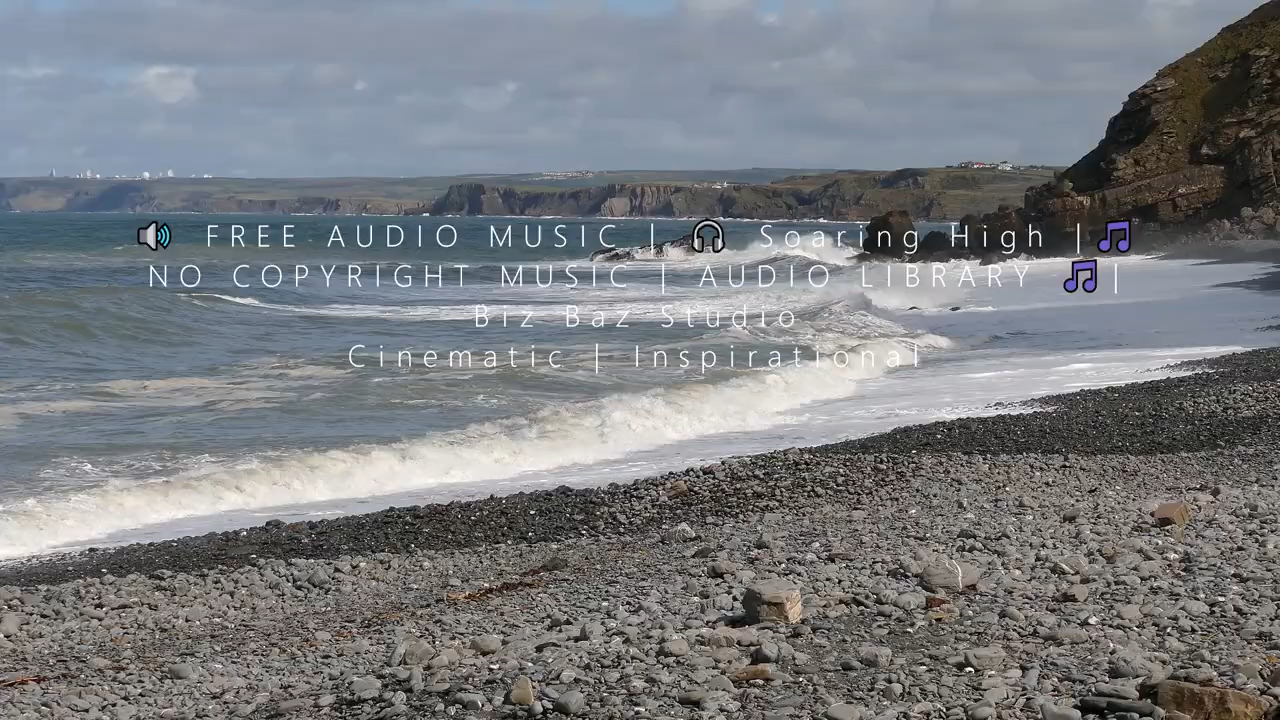 🔊 FREE AUDIO MUSIC | 🎧 Soaring High |🎵
NO COPYRIGHT MUSIC | AUDIO LIBRARY 🎵|
Biz Baz Studio
Cinematic | Inspirational